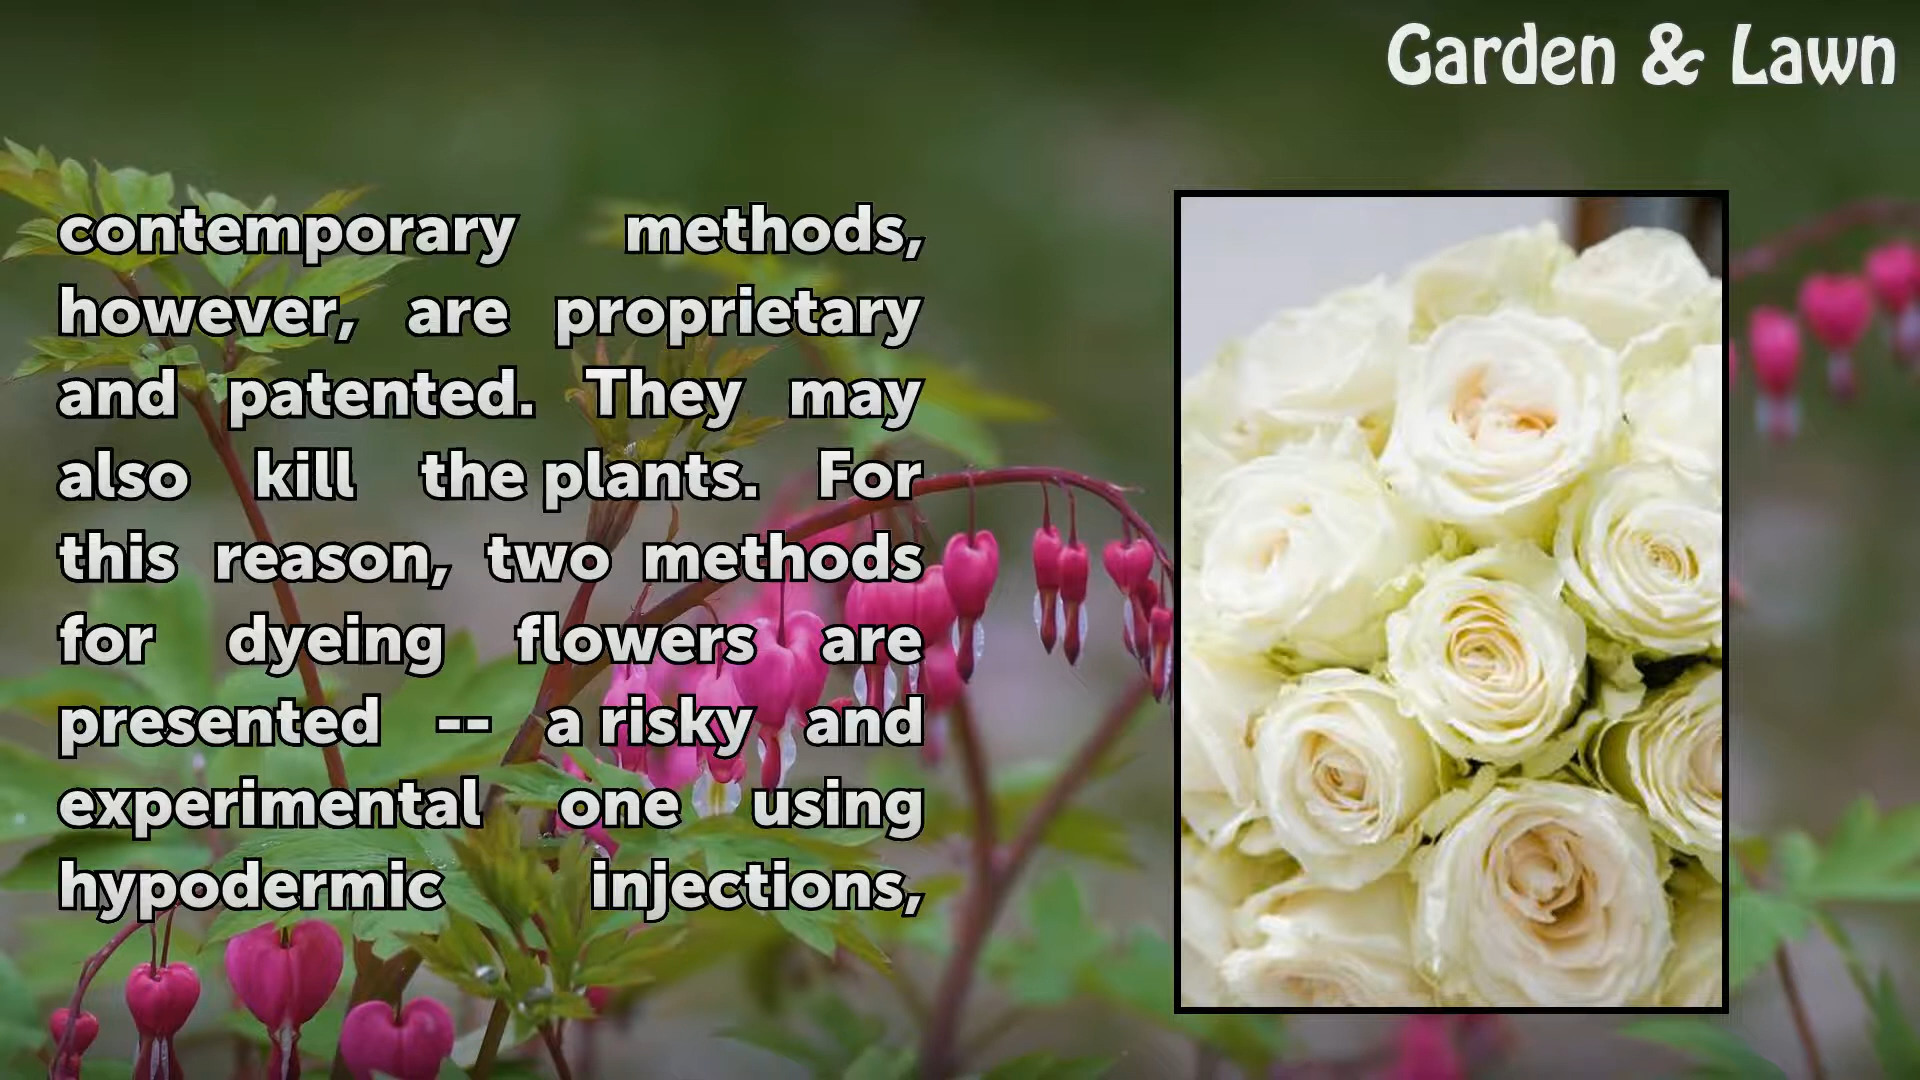 Garden & Lawn
contemporary methods,
however, are proprietary
and patented. They may
also kill the plants. For
this reason, two methods
for dyeing flowers are
presented -- a risky and
experimental one using
hypodermic injections,